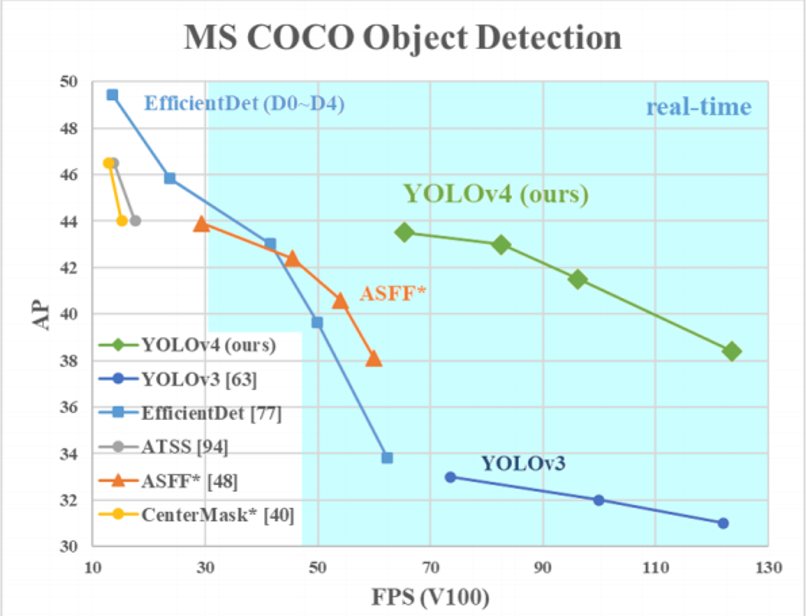 MS COCO Object Detection
50
EfficientDet (D0~D4)
real-time
48
46
YOLOv4 (ours)
44
42
ASFF*
40
AP
38
36
34
32
30
YOLOv4 (ours)
YOLOv3 [63]
EfficientDet [77]
ATSS [94]
ASFF* [48]
CenterMask* [40]
YOLOv3
10 30 50 70 90 110 130
FPS (V100)